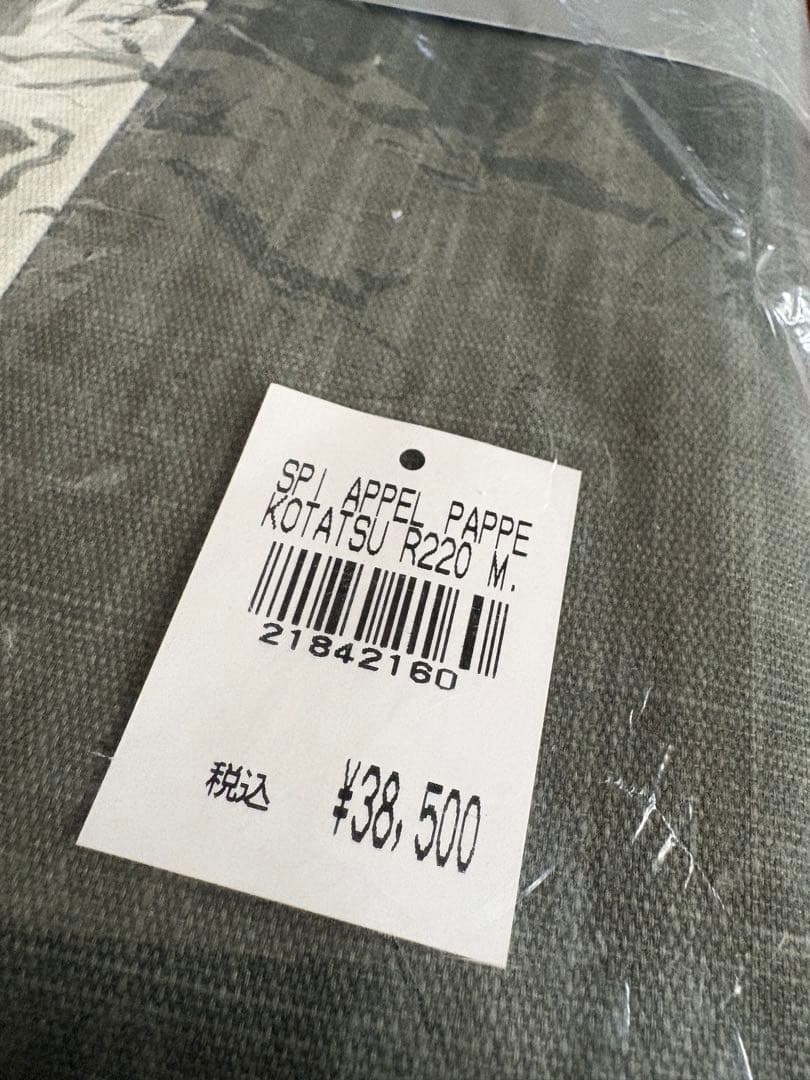 SPI APPEL PAPPE
KOTATSU R220 M.
21842160
税込 ¥38,500